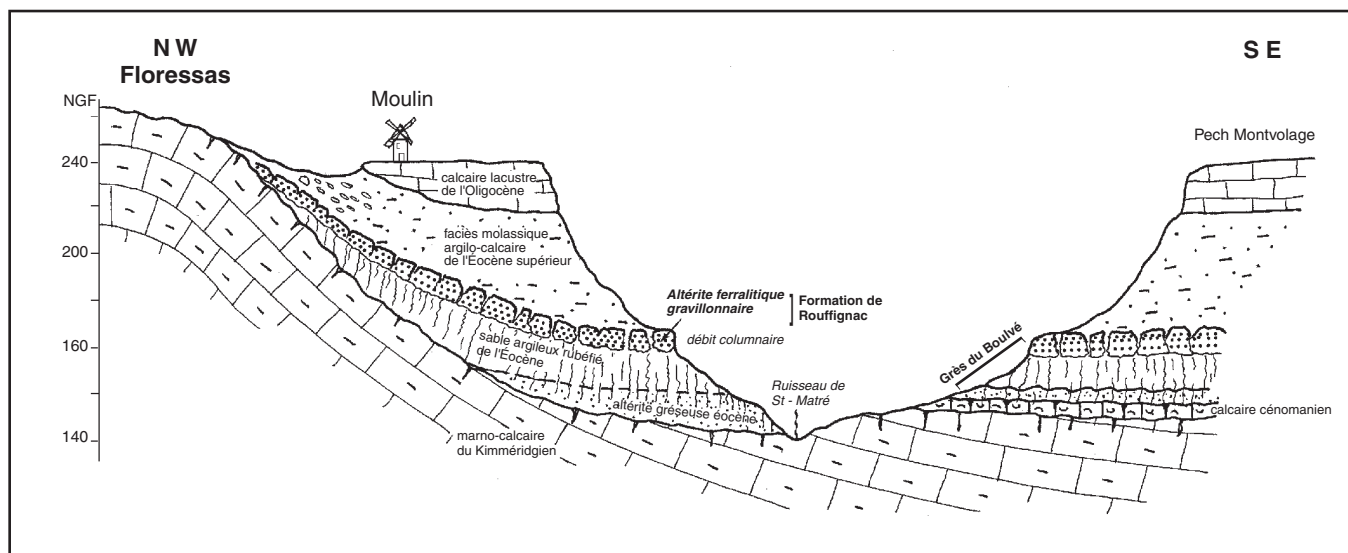 N W
Floressas
S E
NGF
Moulin
Pech Montvolage
240
calcaire lacustre
de l'Oligocène
faciès molassique
argilo-calcaire
de l'Éocène supérieur
200
Altérite ferralitique
gravillonnaire
Formation de
Rouffignac
débit columnaire
160
sable argileux rubéfié
de l'Éocène
Grès du Boulvé
Ruisseau de
St - Matré
altérite gréseuse éocène
calcaire cénomanien
140
marno-calcaire
du Kimméridgien